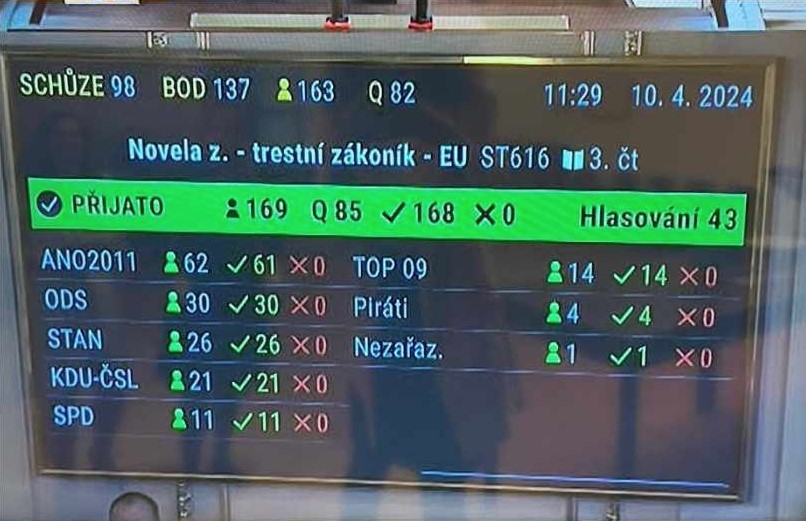 SCHŮZE 98 BOD 137 163 Q 82 11:29 10. 4. 2024
Novela z. - trestní zákoník - EU ST616 3. čt
PŘIJATO 169 Q 85 ✓ 168 × 0 Hlasování 43
ANO2011 62 ✓ 61 × 0
ODS 30 ✓ 30 × 0
STAN 26 ✓ 26 × 0
KDU-ČSL 21 ✓ 21 × 0
SPD 11 ✓ 11 × 0
TOP 09 14 ✓ 14 × 0
Piráti 4 ✓ 4 × 0
Nezařaz. 1 ✓ 1 × 0